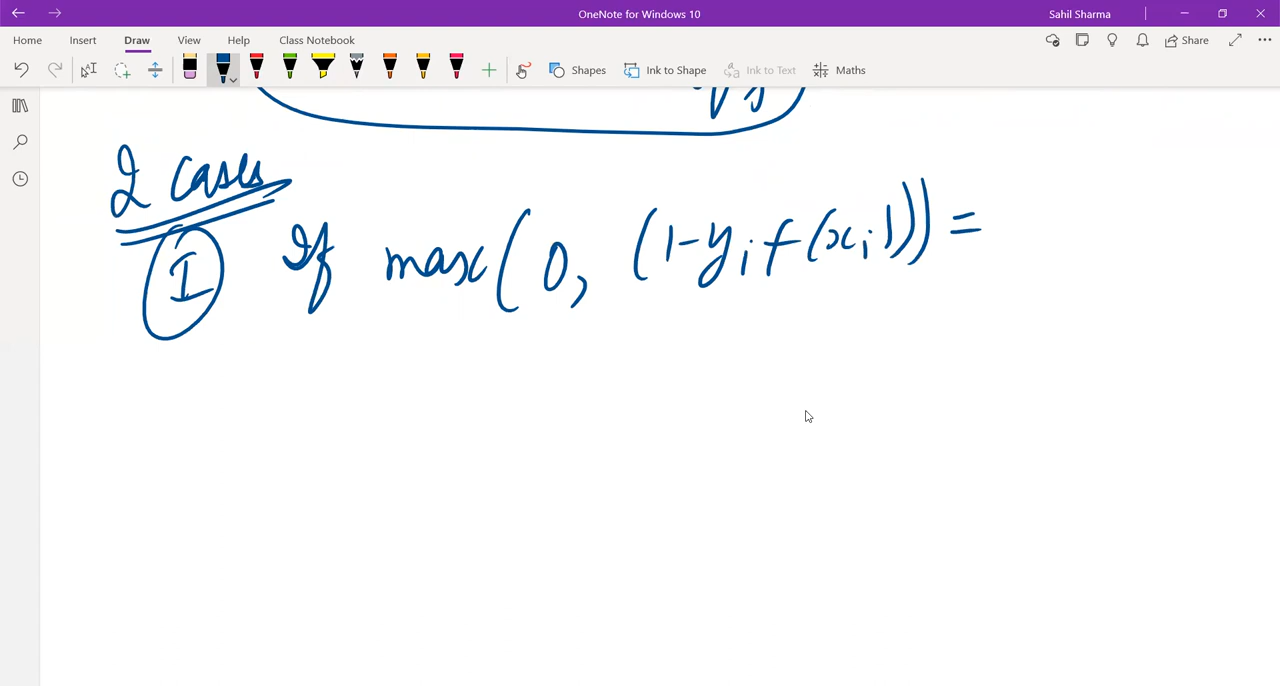 OneNote for Windows 10
Sahil Sharma
Home Insert Draw View Help Class Notebook
Share
Shapes Ink to Shape Ink to Text Maths
2 cases
I If max(0, (1-yif(xi))) =